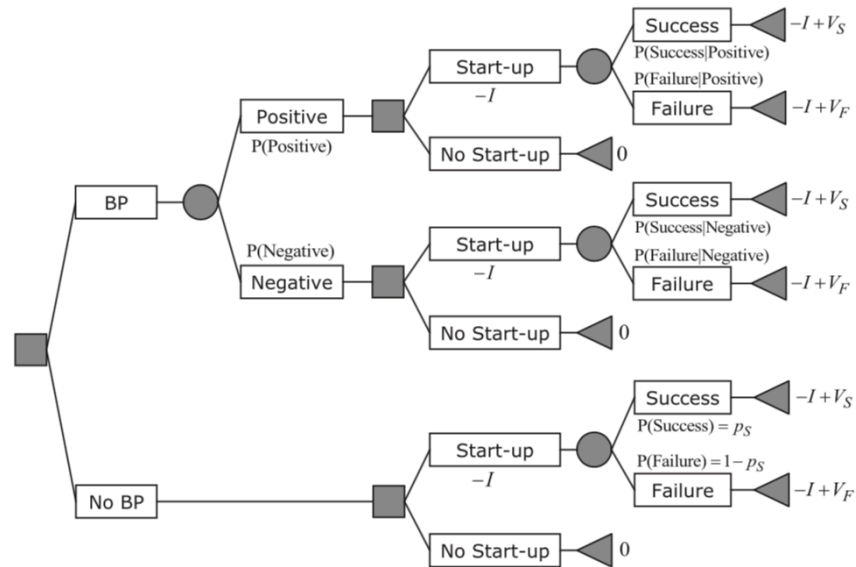 Success
−I+V_S
P(Success|Positive)
Start-up
−I
P(Failure|Positive)
Failure
−I+V_F
Positive
P(Positive)
No Start-up
0
BP
Success
−I+V_S
P(Success|Negative)
P(Negative)
Start-up
−I
P(Failure|Negative)
Negative
Failure
−I+V_F
No Start-up
0
Success
−I+V_S
P(Success) = p_S
Start-up
−I
P(Failure) = 1− p_S
No BP
Failure
−I+V_F
No Start-up
0